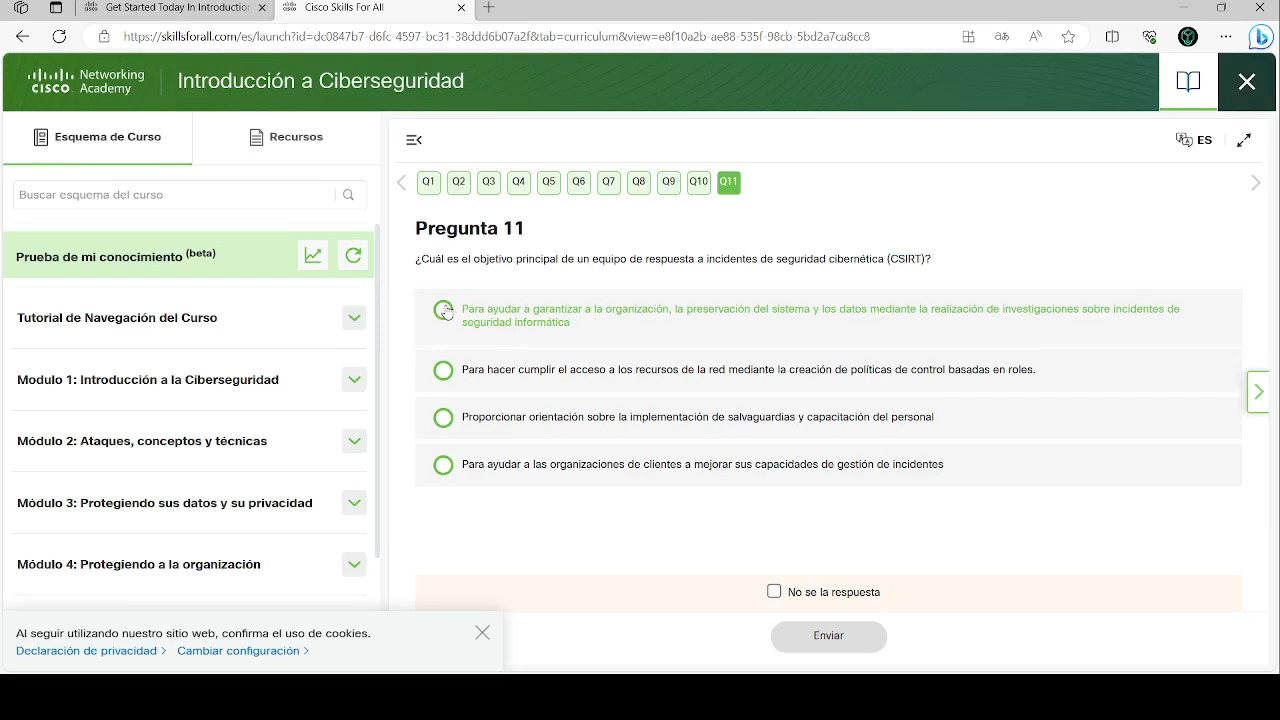 Get Started Today In Introduction
Cisco Skills For All
https://skillsforall.com/es/launch?id=dc0847b7-d6fc-4597-bc31-38ddd6b07a2f&tab=curriculum&view=e8f10a2b-ae88-535f-98cb-5bd2a7ca8cc8
cisco Networking Academy
Introducción a Ciberseguridad
Esquema de Curso
Recursos
ES
Buscar esquema del curso
Q1 Q2 Q3 Q4 Q5 Q6 Q7 Q8 Q9 Q10 Q11
Prueba de mi conocimiento (beta)
Tutorial de Navegación del Curso
Modulo 1: Introducción a la Ciberseguridad
Módulo 2: Ataques, conceptos y técnicas
Módulo 3: Protegiendo sus datos y su privacidad
Módulo 4: Protegiendo a la organización
Pregunta 11
¿Cuál es el objetivo principal de un equipo de respuesta a incidentes de seguridad cibernética (CSIRT)?
Para ayudar a garantizar a la organización, la preservación del sistema y los datos mediante la realización de investigaciones sobre incidentes de
seguridad informática
Para hacer cumplir el acceso a los recursos de la red mediante la creación de políticas de control basadas en roles.
Proporcionar orientación sobre la implementación de salvaguardias y capacitación del personal
Para ayudar a las organizaciones de clientes a mejorar sus capacidades de gestión de incidentes
No se la respuesta
Enviar
Al seguir utilizando nuestro sitio web, confirma el uso de cookies.
Declaración de privacidad > Cambiar configuración >